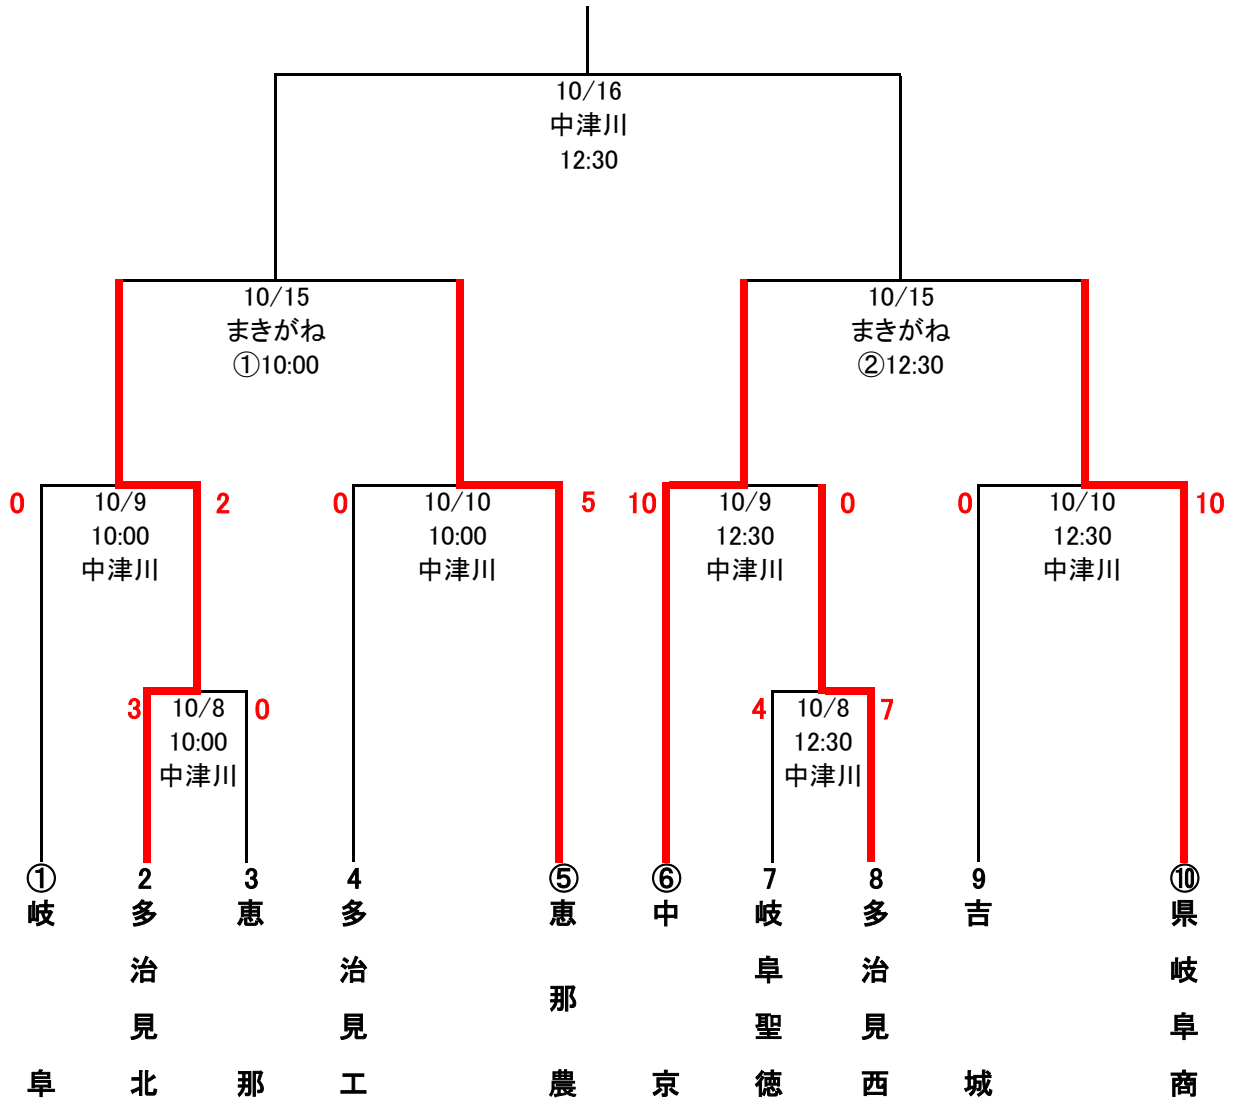 10/16
中津川
12:30
10/15
まきがね
①10:00
10/15
まきがね
②12:30
0
10/9
10:00
中津川
2
0
10/10
10:00
中津川
5
10
10/9
12:30
中津川
0
0
10/10
12:30
中津川
10
3
10/8
10:00
中津川
0
4
10/8
12:30
中津川
7
①
岐阜
2
多治見北
3
恵那
4
多治見工
⑤
恵那農
⑥
中京
7
岐阜聖徳
8
多治見西
9
吉城
⑩
県岐阜商